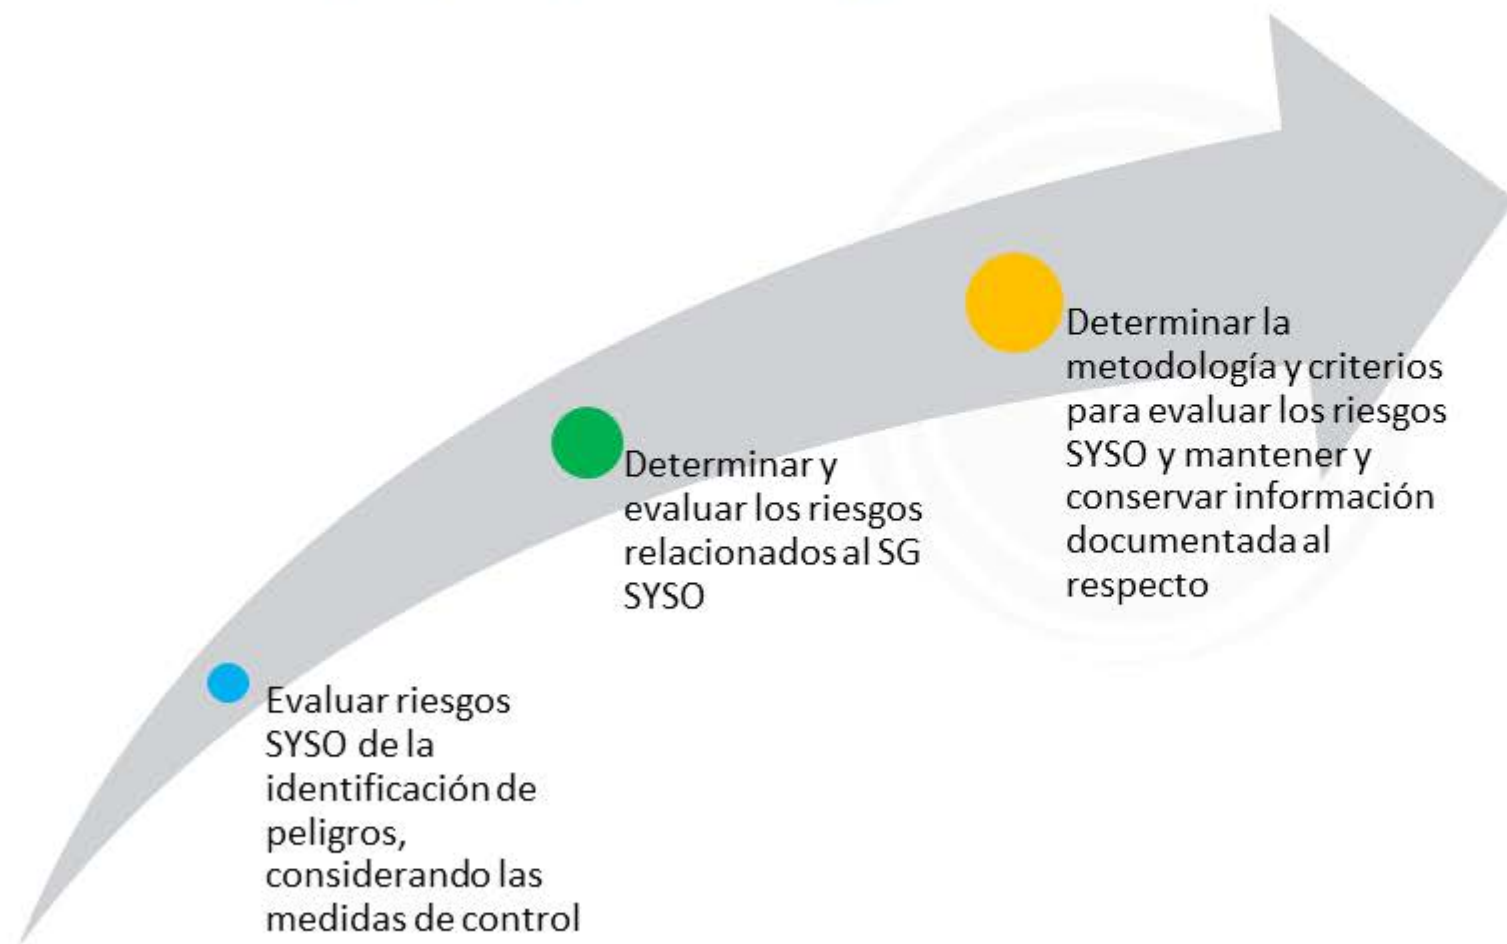 Evaluar riesgos
SYSO de la
identificación de
peligros,
considerando las
medidas de control
Determinar y
evaluar los riesgos
relacionados al SG
SYSO
Determinar la
metodología y criterios
para evaluar los riesgos
SYSO y mantener y
conservar información
documentada al
respecto